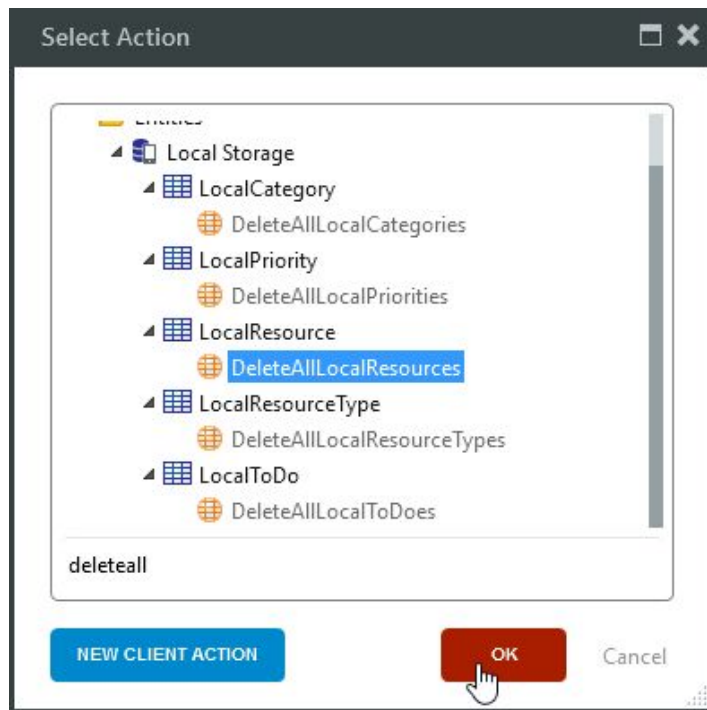 Select Action
Entities
Local Storage
LocalCategory
DeleteAllLocalCategories
LocalPriority
DeleteAllLocalPriorities
LocalResource
DeleteAllLocalResources
LocalResourceType
DeleteAllLocalResourceTypes
LocalToDo
DeleteAllLocalToDoes
deleteall
NEW CLIENT ACTION
OK
Cancel